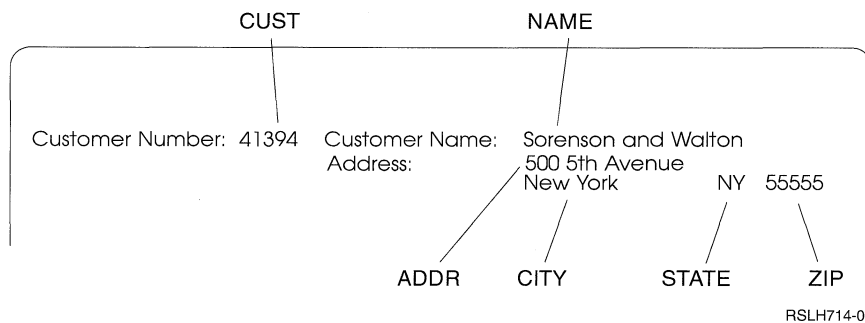 CUST NAME
Customer Number: 41394 Customer Name: Sorenson and Walton
Address: 500 5th Avenue
New York NY 55555
ADDR CITY STATE ZIP
RSLH714-0